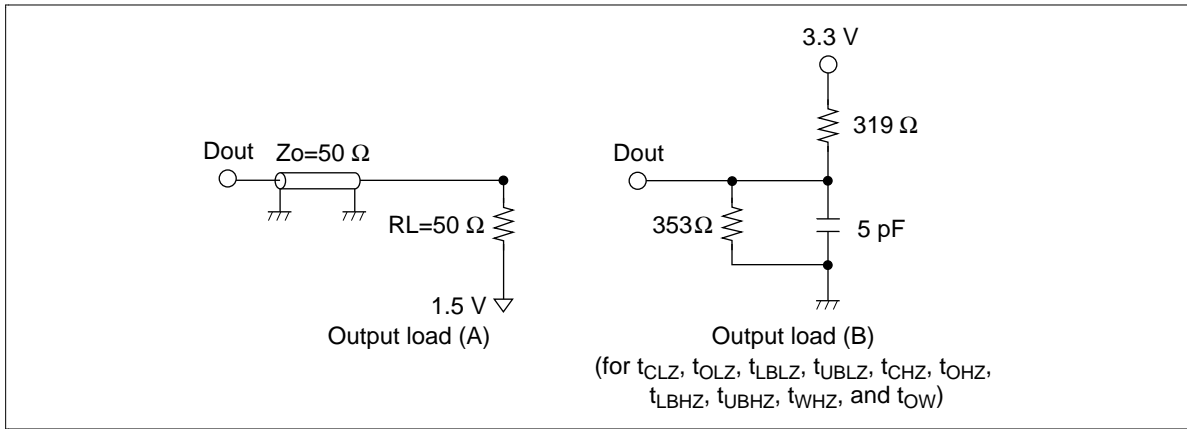 Dout
Zo=50 Ω
RL=50 Ω
1.5 V
Output load (A)
3.3 V
319 Ω
Dout
353Ω
5 pF
Output load (B)
(for tCLZ, tOLZ, tLBLZ, tUBLZ, tCHZ, tOHZ,
tLBHZ, tUBHZ, tWHZ, and tOW)